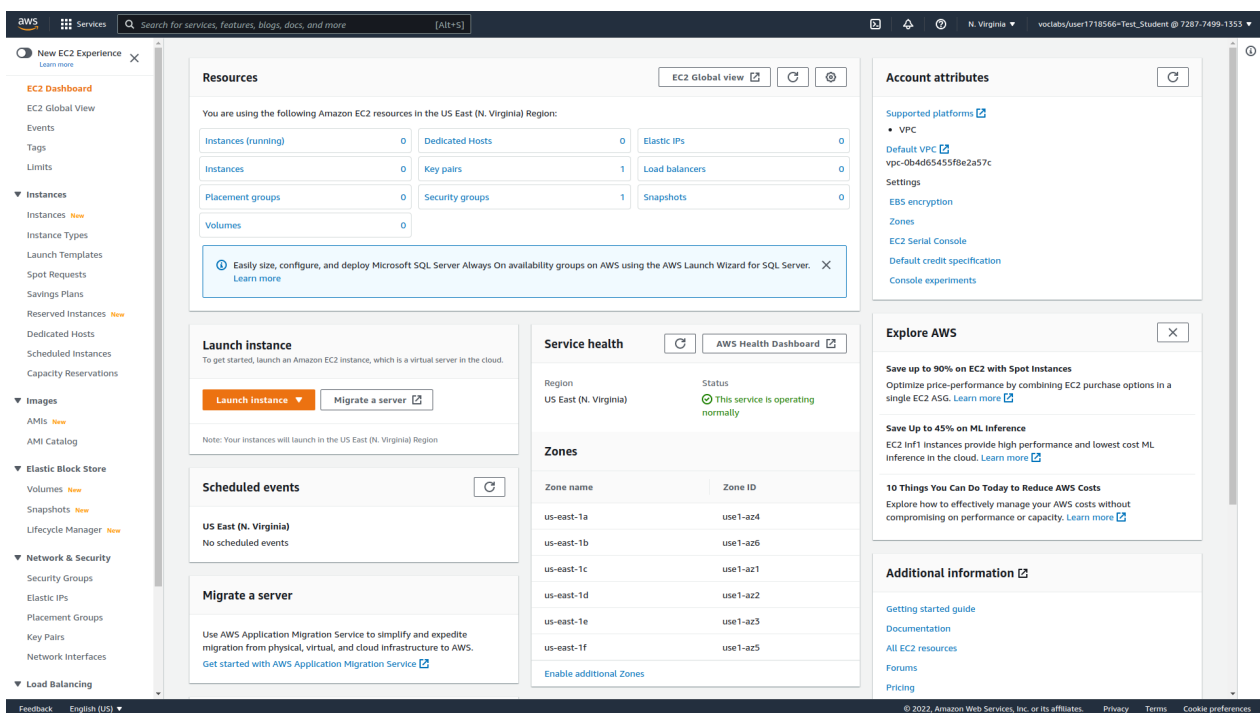 aws
Services
Search for services, features, blogs, docs, and more
[Alt+S]
N. Virginia ▼
voclabs/user1718566=Test_Student @ 7287-7499-1353 ▼
New EC2 Experience
Learn more
EC2 Dashboard
EC2 Global View
Events
Tags
Limits
Instances
Instances New
Instance Types
Launch Templates
Spot Requests
Savings Plans
Reserved Instances New
Dedicated Hosts
Scheduled Instances
Capacity Reservations
Images
AMIs New
AMI Catalog
Elastic Block Store
Volumes New
Snapshots New
Lifecycle Manager New
Network & Security
Security Groups
Elastic IPs
Placement Groups
Key Pairs
Network Interfaces
Load Balancing
Resources
EC2 Global view
You are using the following Amazon EC2 resources in the US East (N. Virginia) Region:
Instances (running) 0
Dedicated Hosts 0
Elastic IPs 0
Instances 0
Key pairs 1
Load balancers 0
Placement groups 0
Security groups 1
Snapshots 0
Volumes 0
Easily size, configure, and deploy Microsoft SQL Server Always On availability groups on AWS using the AWS Launch Wizard for SQL Server.
Learn more
Launch instance
To get started, launch an Amazon EC2 instance, which is a virtual server in the cloud.
Launch instance ▼
Migrate a server
Note: Your instances will launch in the US East (N. Virginia) Region
Scheduled events
US East (N. Virginia)
No scheduled events
Migrate a server
Use AWS Application Migration Service to simplify and expedite
migration from physical, virtual, and cloud infrastructure to AWS.
Get started with AWS Application Migration Service
Service health
AWS Health Dashboard
Region
US East (N. Virginia)
Status
This service is operating
normally
Zones
Zone name Zone ID
us-east-1a use1-az4
us-east-1b use1-az6
us-east-1c use1-az1
us-east-1d use1-az2
us-east-1e use1-az3
us-east-1f use1-az5
Enable additional Zones
Account attributes
Supported platforms
• VPC
Default VPC
vpc-0b4d65455f8e2a57c
Settings
EBS encryption
Zones
EC2 Serial Console
Default credit specification
Console experiments
Explore AWS
Save up to 90% on EC2 with Spot Instances
Optimize price-performance by combining EC2 purchase options in a
single EC2 ASG. Learn more
Save Up to 45% on ML Inference
EC2 Inf1 instances provide high performance and lowest cost ML
inference in the cloud. Learn more
10 Things You Can Do Today to Reduce AWS Costs
Explore how to effectively manage your AWS costs without
compromising on performance or capacity. Learn more
Additional information
Getting started guide
Documentation
All EC2 resources
Forums
Pricing
Feedback
English (US) ▼
© 2022, Amazon Web Services, Inc. or its affiliates.
Privacy
Terms
Cookie preferences